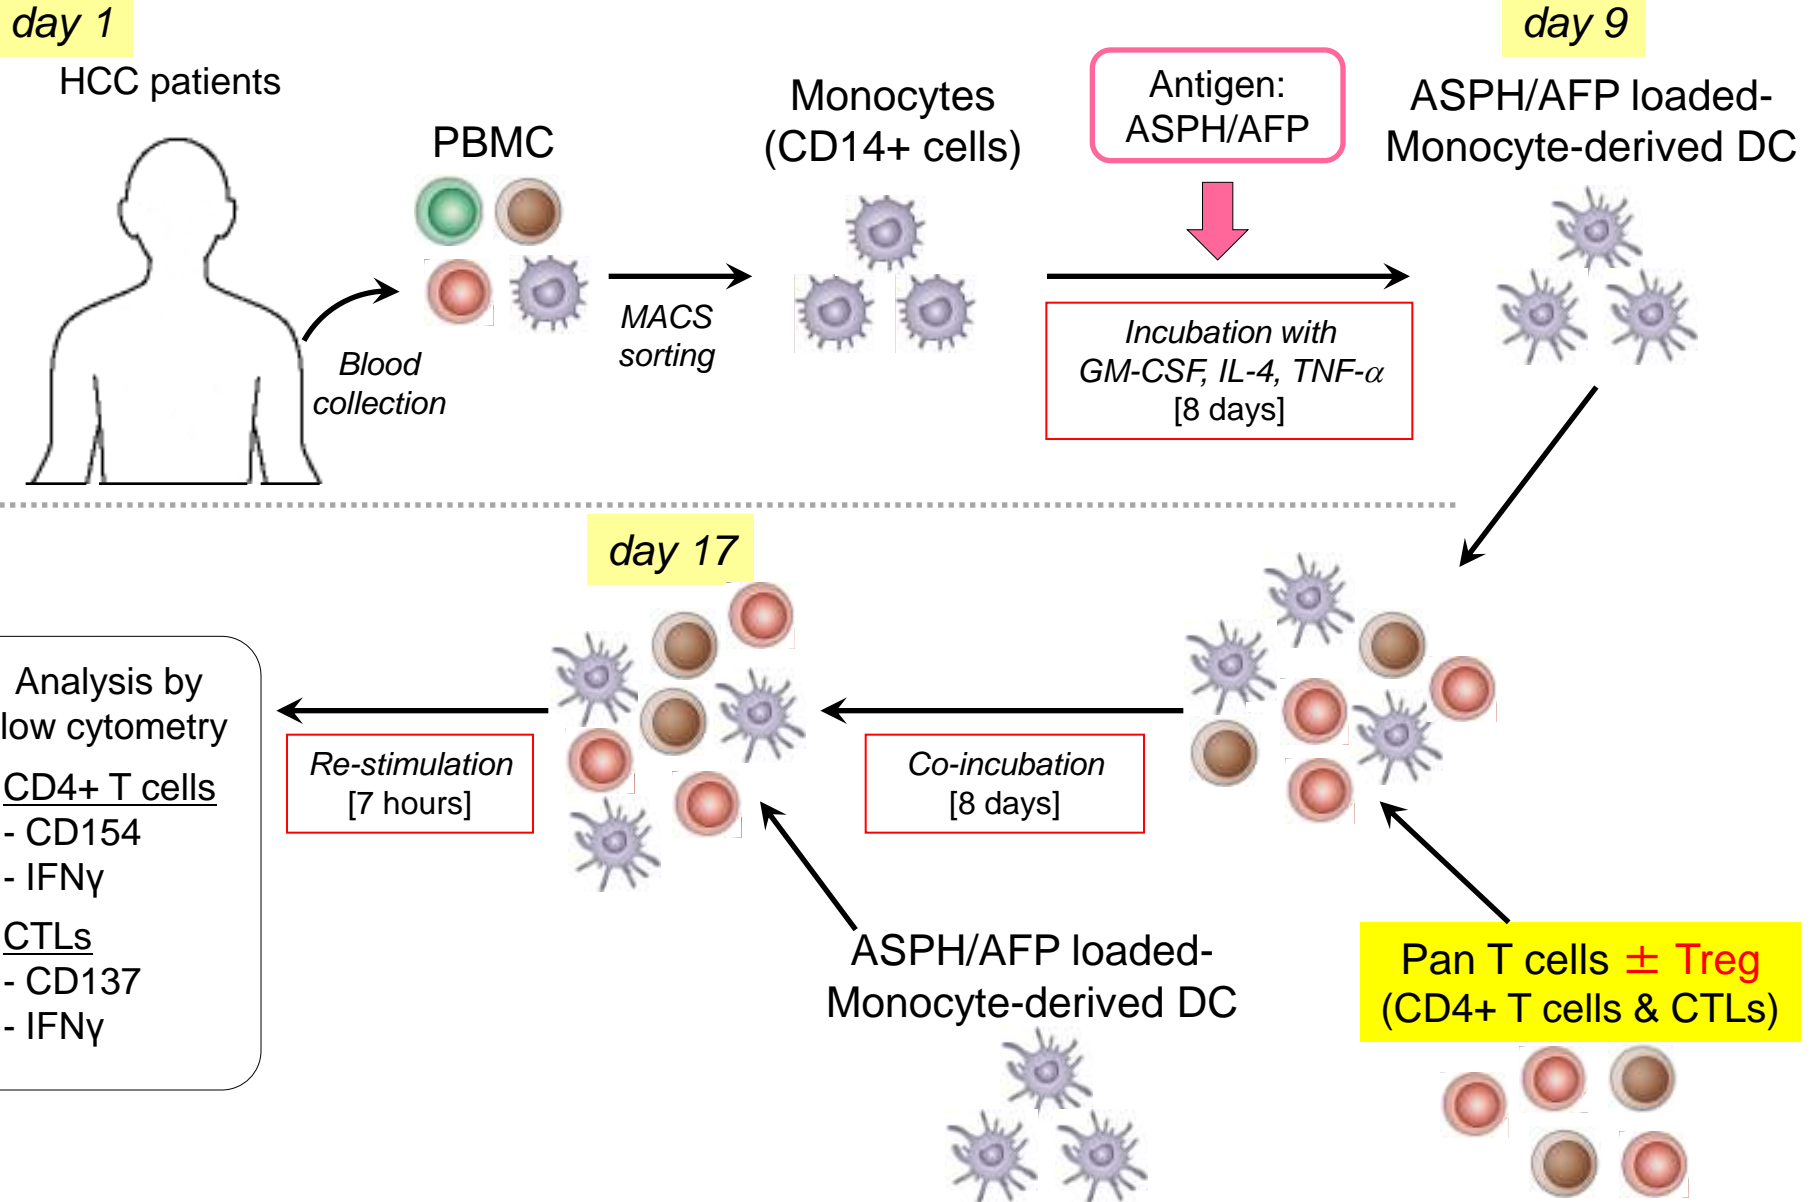 day 1
HCC patients
PBMC
Blood
collection
MACS
sorting
Monocytes
(CD14+ cells)
Antigen:
ASPH/AFP
Incubation with
GM-CSF, IL-4, TNF-α
[8 days]
day 9
ASPH/AFP loaded-
Monocyte-derived DC
Pan T cells ± Treg
(CD4+ T cells & CTLs)
Co-incubation
[8 days]
day 17
ASPH/AFP loaded-
Monocyte-derived DC
Re-stimulation
[7 hours]
Analysis by
low cytometry
CD4+ T cells
- CD154
- IFNγ
CTLs
- CD137
- IFNγ